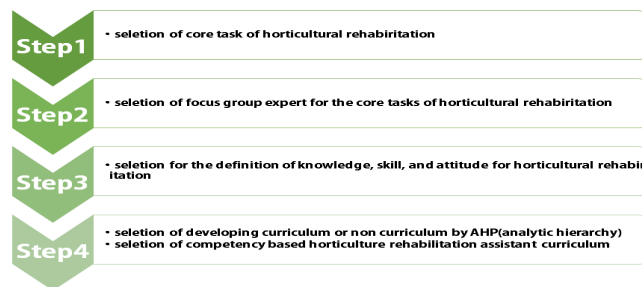 Step1
• seletion of core task of horticultural rehabiritation
Step2
• seletion of focus group expert for the core tasks of horticultural rehabiritation
Step3
• seletion for the definition of knowledge, skill, and attitude for horticultural rehabir
itation
Step4
• seletion of developing curriculum or non curriculum by AHP(analytic hierarchy)
• seletion of competency based horticulture rehabilitation assistant curriculum